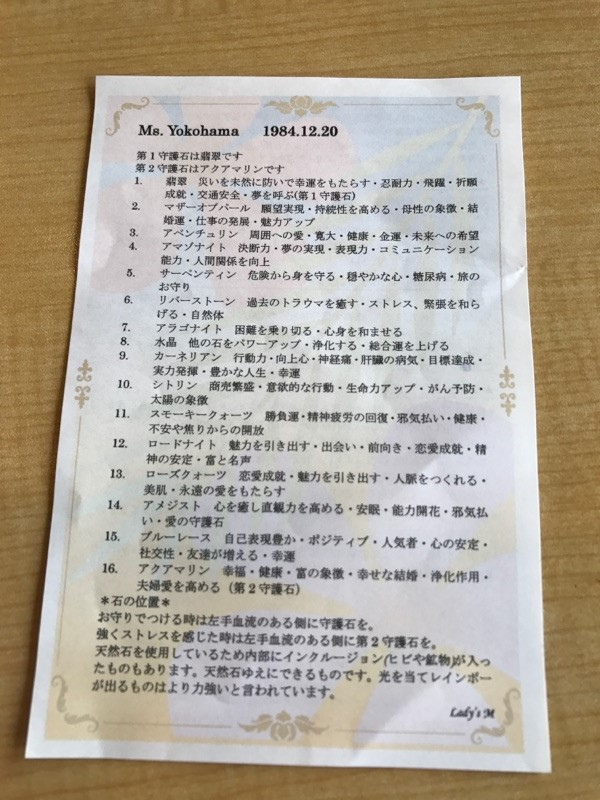 Ms. Yokohama 1984.12.20
第1守護石は翡翠です
第2守護石はアクアマリンです
1. 翡翠 災いを未然に防いで幸運をもたらす・忍耐力・飛躍・祈願
成就・交通安全・夢を呼ぶ(第1守護石)
2. マザーオブパール 願望実現・持続性を高める・母性の象徴・結
婚運・仕事の発展・魅力アップ
3. アベンチュリン 周囲への愛・寛大・健康・金運・未来への希望
4. アマゾナイト 決断力・夢の実現・表現力・コミュニケーション
能力・人間関係を向上
5. サーペンティン 危険から身を守る・穏やかな心・糖尿病・旅の
お守り
6. リバーストーン 過去のトラウマを癒す・ストレス、緊張を和ら
げる・自然体
7. アラゴナイト 困難を乗り切る・心身を和ませる
8. 水晶 他の石をパワーアップ・浄化する・総合運を上げる
9. カーネリアン 行動力・向上心・神経痛・肝臓の病気・目標達成・
実力発揮・豊かな人生・幸運
10. シトリン 商売繁盛・意欲的な行動・生命力アップ・がん予防・
太陽の象徴
11. スモーキークォーツ 勝負運・精神疲労の回復・邪気払い・健康・
不安や焦りからの開放
12. ロードナイト 魅力を引き出す・出会い・前向き・恋愛成就・精
神の安定・富と名声
13. ローズクォーツ 恋愛成就・魅力を引き出す・人脈をつくれる・
美肌・永遠の愛をもたらす
14. アメジスト 心を癒し直観力を高める・安眠・能力開花・邪気払
い・愛の守護石
15. ブルーレース 自己表現豊か・ポジティブ・人気者・心の安定・
社交性・友達が増える・幸運
16. アクアマリン 幸福・健康・富の象徴・幸せな結婚・浄化作用・
夫婦愛を高める（第2守護石）
＊石の位置＊
お守りでつける時は左手血流のある側に守護石を。
強くストレスを感じた時は左手血流のある側に第2守護石を。
天然石を使用しているため内部にインクルージョン(ヒビや鉱物)が入っ
たものもあります。天然石ゆえにできるものです。光を当てレインボー
が出るものはより力強いと言われています。
Lady's M